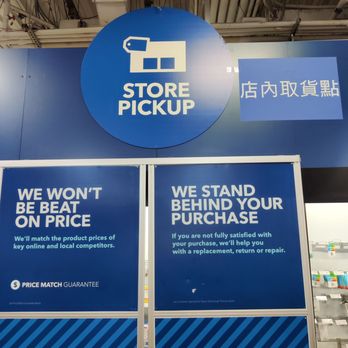 STORE
PICKUP
店內取貨點
WE WON'T
BE BEAT
ON PRICE
We'll match the product prices of
key online and local competitors.
$ PRICE MATCH GUARANTEE
WE STAND
BEHIND YOUR
PURCHASE
If you are not fully satisfied with
your purchase, we'll help you
with a replacement, return or repair.